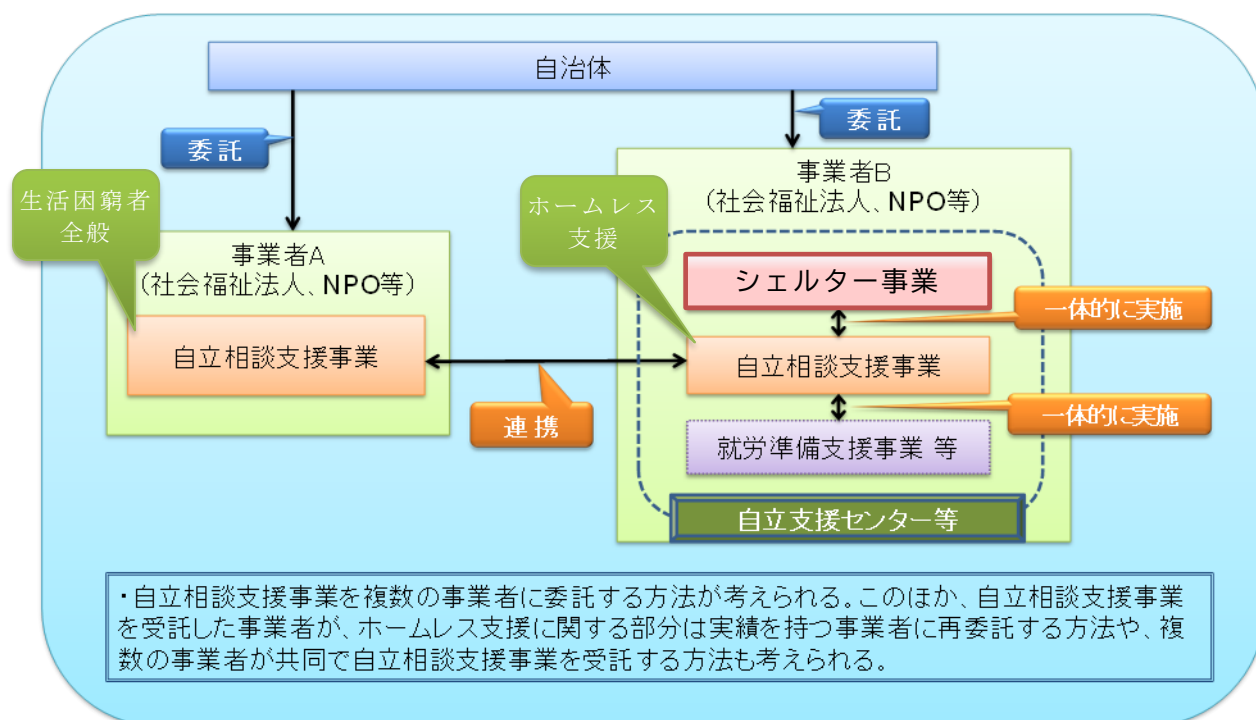 自治体
委託
委託
生活困窮者
全般
事業者A
(社会福祉法人、NPO等)
自立相談支援事業
連携
ホームレス
支援
事業者B
(社会福祉法人、NPO等)
シェルター事業
一体的に実施
自立相談支援事業
一体的に実施
就労準備支援事業 等
自立支援センター等
・自立相談支援事業を複数の事業者に委託する方法が考えられる。このほか、自立相談支援事業
を受託した事業者が、ホームレス支援に関する部分は実績を持つ事業者に再委託する方法や、複
数の事業者が共同で自立相談支援事業を受託する方法も考えられる。